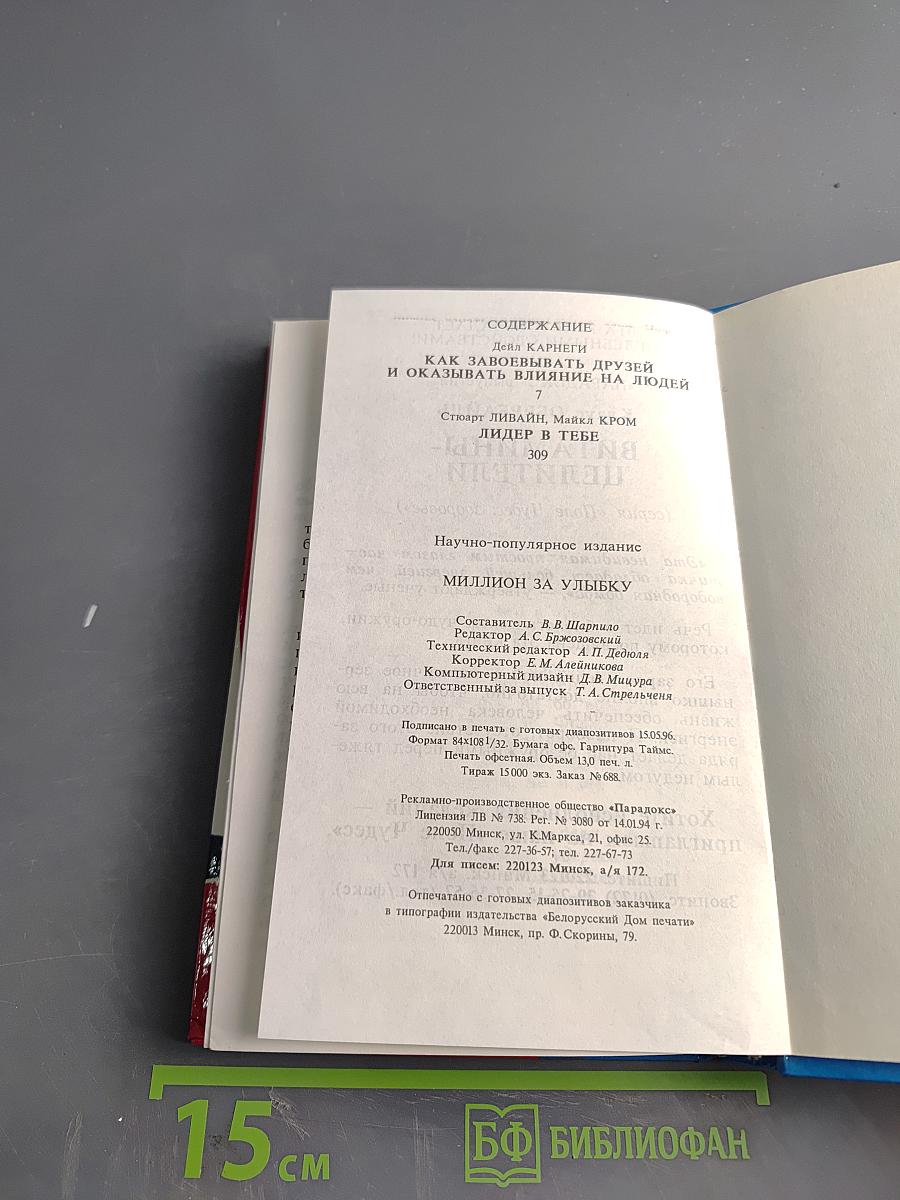 СОДЕРЖАНИЕ
Дейл КАРНЕГИ
КАК ЗАВОЕВЫВАТЬ ДРУЗЕЙ
И ОКАЗЫВАТЬ ВЛИЯНИЕ НА ЛЮДЕЙ
7
Стюарт ЛИВАЙН, Майкл КРОМ
ЛИДЕР В ТЕБЕ
309
Научно-популярное издание
МИЛЛИОН ЗА УЛЫБКУ
Составитель В. В. Шарпило
Редактор А. С. Бржозовский
Технический редактор А. П. Дедюля
Корректор Е. М. Алейникова
Компьютерный дизайн Д. В. Мицура
Ответственный за выпуск Т. А. Стрельченя
Подписано в печать с готовых диапозитивов 15.05.96.
Формат 84х108 1/32. Бумага офс. Гарнитура Таймс.
Печать офсетная. Объем 13,0 печ. л.
Тираж 15 000 экз. Заказ № 688.
Рекламно-производственное общество «Парадокс»
Лицензия ЛВ № 738. Рег. № 3080 от 14.01.94 г.
220050 Минск, ул. К.Маркса, 21, офис 25.
Тел./факс 227-36-57; тел. 227-67-73
Для писем: 220123 Минск, а/я 172.
Отпечатано с готовых диапозитивов заказчика
в типографии издательства «Белорусский Дом печати»
220013 Минск, пр. Ф.Скорины, 79.
15 см
БФ БИБЛИОФАН